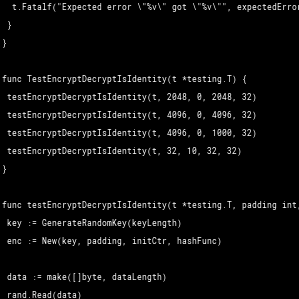 t.Fatalf("Expected error \"%v\" got \"%v\"", expectedError
}
}
func TestEncryptDecryptIsIdentity(t *testing.T) {
testEncryptDecryptIsIdentity(t, 2048, 0, 2048, 32)
testEncryptDecryptIsIdentity(t, 4096, 0, 4096, 32)
testEncryptDecryptIsIdentity(t, 4096, 0, 1000, 32)
testEncryptDecryptIsIdentity(t, 32, 10, 32, 32)
}
func testEncryptDecryptIsIdentity(t *testing.T, padding int,
key := GenerateRandomKey(keyLength)
enc := New(key, padding, initCtr, hashFunc)
data := make([]byte, dataLength)
rand.Read(data)